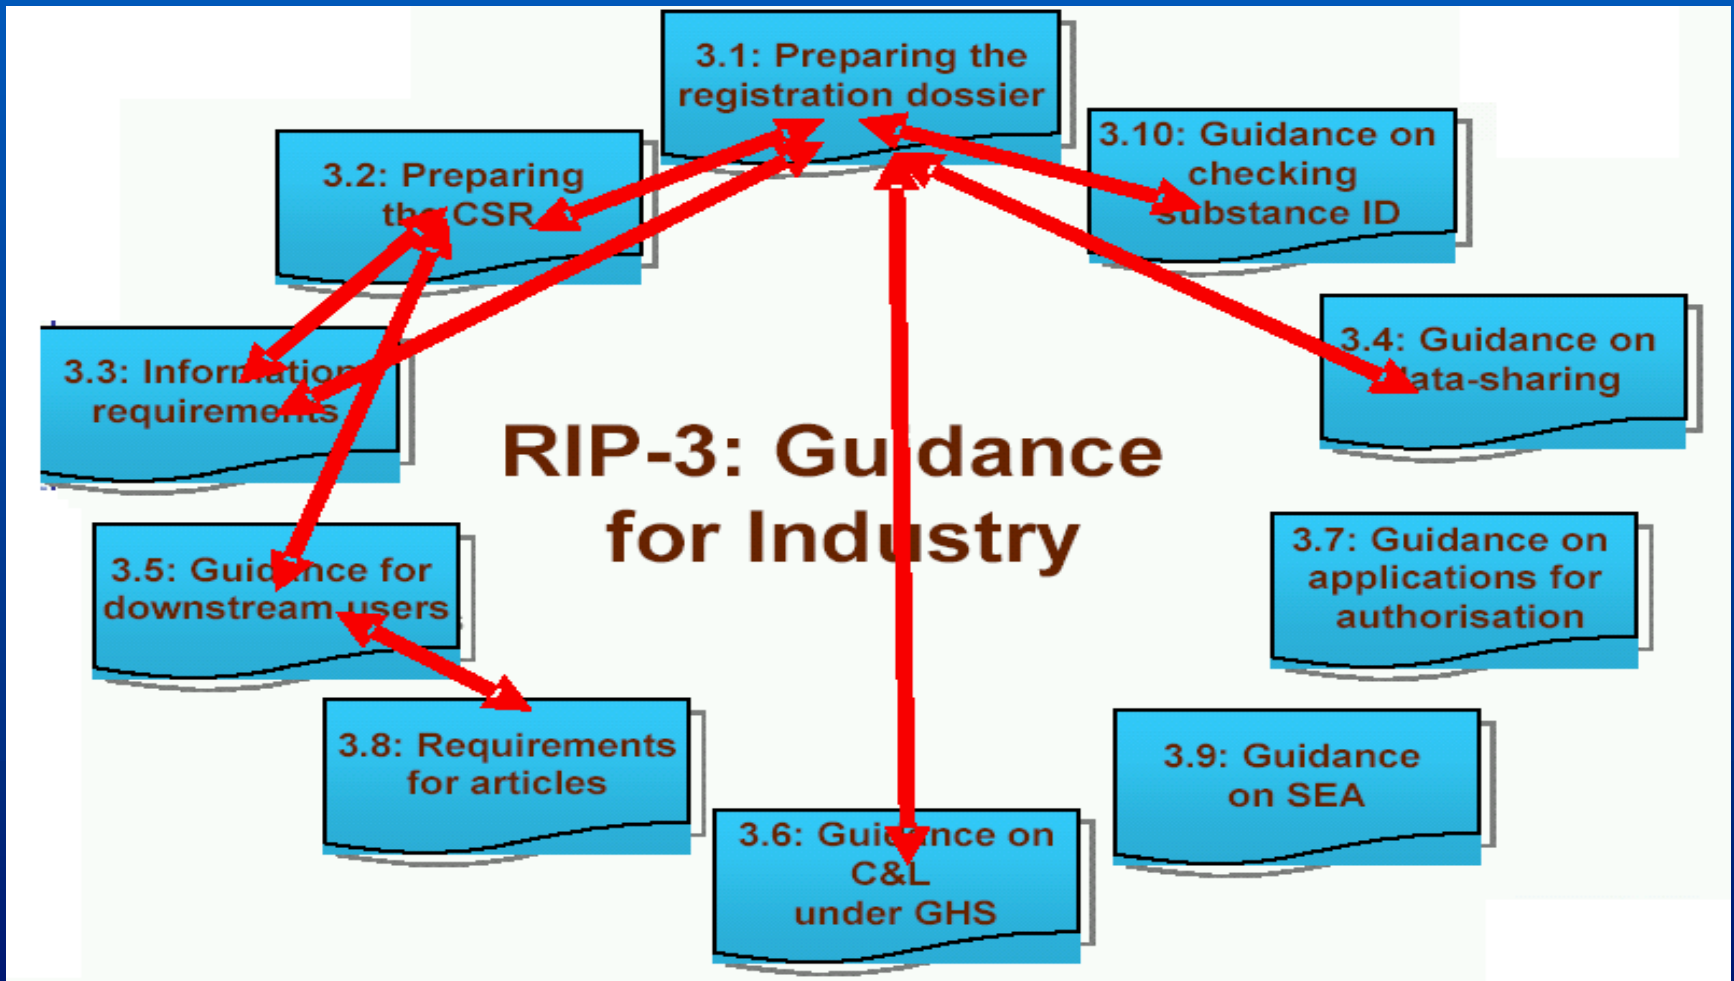 3.1: Preparing the
registration dossier
3.10: Guidance on
checking
substance ID
3.2: Preparing
the CSR
3.4: Guidance on
data-sharing
3.3: Information
requirements
RIP-3: Guidance
for Industry
3.7: Guidance on
applications for
authorisation
3.5: Guidance for
downstream users
3.8: Requirements
for articles
3.9: Guidance
on SEA
3.6: Guidance on
C&L
under GHS